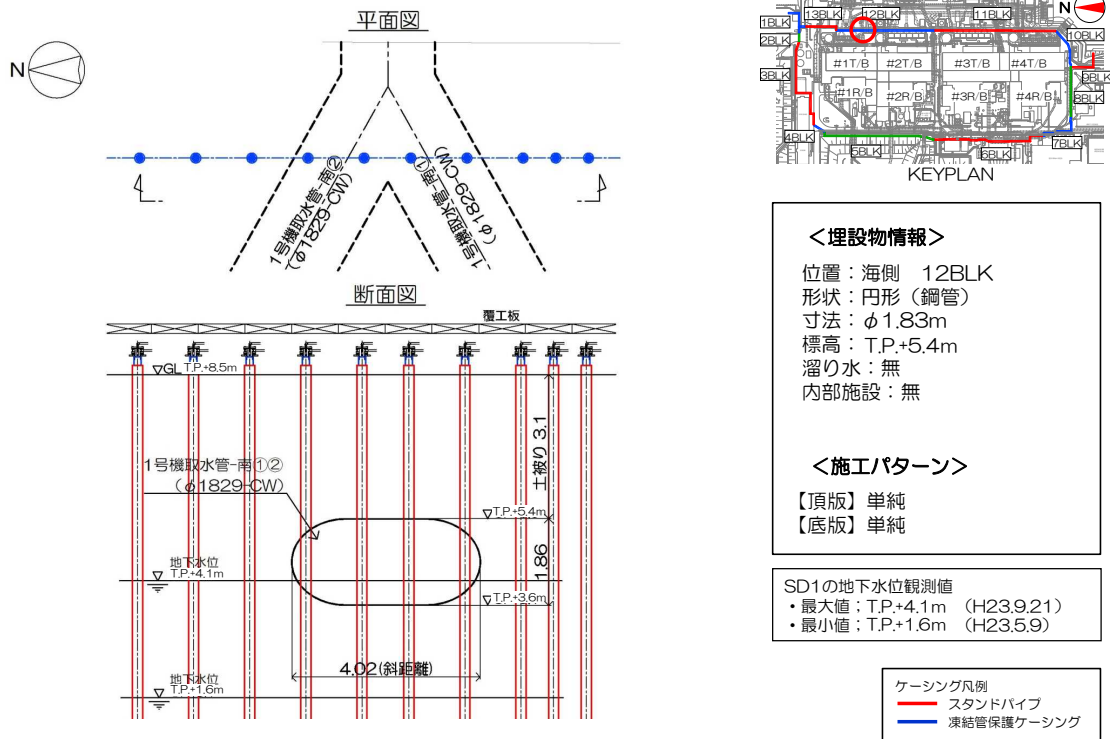 平面図
N
1号機取水管-南②
(φ1829-CW)
1号機取水管-南①
(φ1829-CW)
断面図
覆工板
▽GL T.P.+8.5m
土被り 3.1
1号機取水管-南①②
(φ1829-CW)
▽T.P.+5.4m
1.86
地下水位
T.P.+4.1m
▽T.P.+3.6m
4.02(斜距離)
地下水位
T.P.+1.6m
N
1BLK
13BLK
12BLK
11BLK
10BLK
2BLK
3BLK
#1T/B
#2T/B
#3T/B
#4T/B
#1R/B
#2R/B
#3R/B
#4R/B
9BLK
8BLK
4BLK
5BLK
6BLK
7BLK
KEYPLAN
＜埋設物情報＞
位置：海側　12BLK
形状：円形（鋼管）
寸法：φ1.83m
標高：T.P.+5.4m
溜り水：無
内部施設：無
＜施工パターン＞
【頂版】単純
【底版】単純
SD1の地下水位観測値
・最大値；T.P.+4.1m　(H23.9.21)
・最小値；T.P.+1.6m　(H23.5.9)
ケーシング凡例
スタンドパイプ
凍結管保護ケーシング